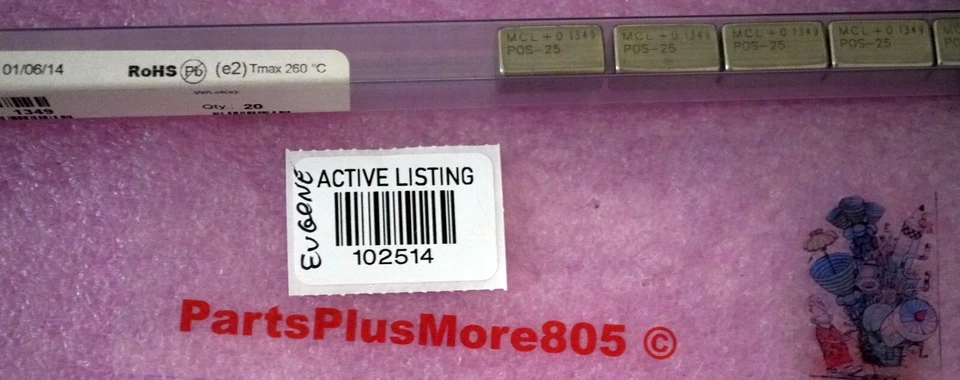 01/06/14 RoHS Pb (e2) Tmax 260 °C
Qty.: 20
1349
MCL + 0 1349
POS-25
MCL + 0 1349
POS-25
MCL + 0 1349
POS-25
MCL + 0 1349
POS-25
EUGENE
ACTIVE LISTING
102514
PartsPlusMore805 ©